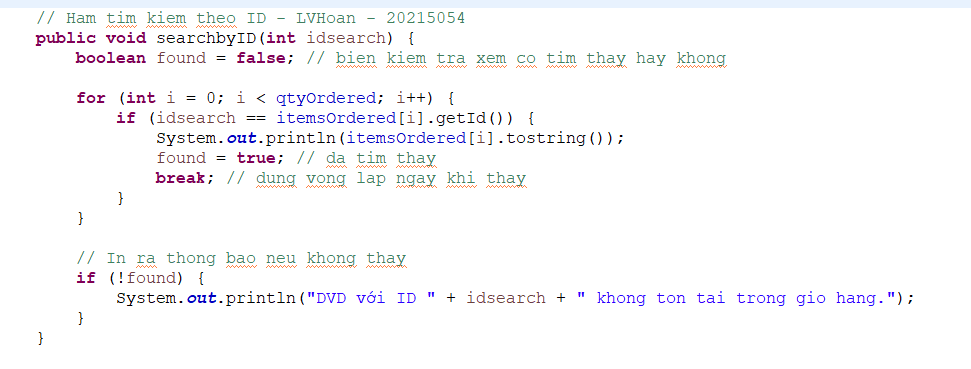 // Ham tim kiem theo ID - LVHoan - 20215054
public void searchbyID(int idsearch) {
    boolean found = false; // bien kiem tra xem co tim thay hay khong

    for (int i = 0; i < qtyOrdered; i++) {
        if (idsearch == itemsOrdered[i].getId()) {
            System.out.println(itemsOrdered[i].tostring());
            found = true; // da tim thay
            break; // dung vong lap ngay khi thay
        }
    }

    // In ra thong bao neu khong thay
    if (!found) {
        System.out.println("DVD với ID " + idsearch + " khong ton tai trong gio hang.");
    }
}